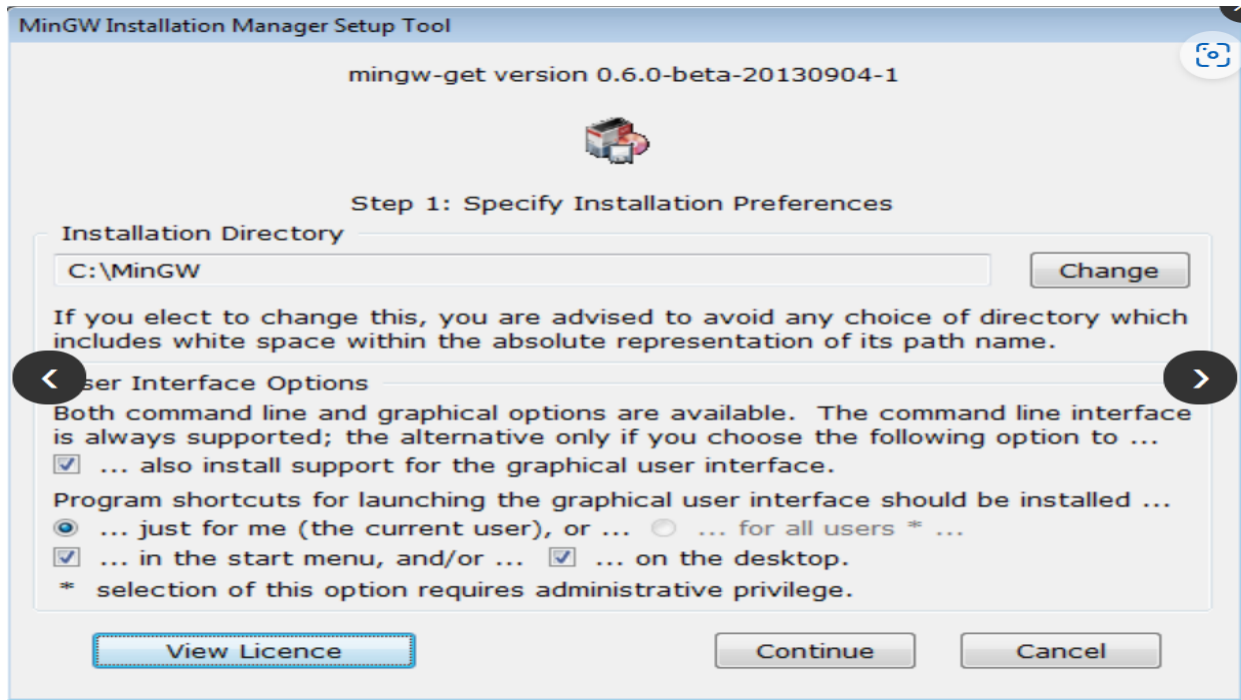 MinGW Installation Manager Setup Tool
mingw-get version 0.6.0-beta-20130904-1
Step 1: Specify Installation Preferences
Installation Directory
C:\MinGW
Change
If you elect to change this, you are advised to avoid any choice of directory which
includes white space within the absolute representation of its path name.
ser Interface Options
Both command line and graphical options are available. The command line interface
is always supported; the alternative only if you choose the following option to ...
... also install support for the graphical user interface.
Program shortcuts for launching the graphical user interface should be installed ...
... just for me (the current user), or ... ... for all users * ...
... in the start menu, and/or ... ... on the desktop.
* selection of this option requires administrative privilege.
View Licence Continue Cancel